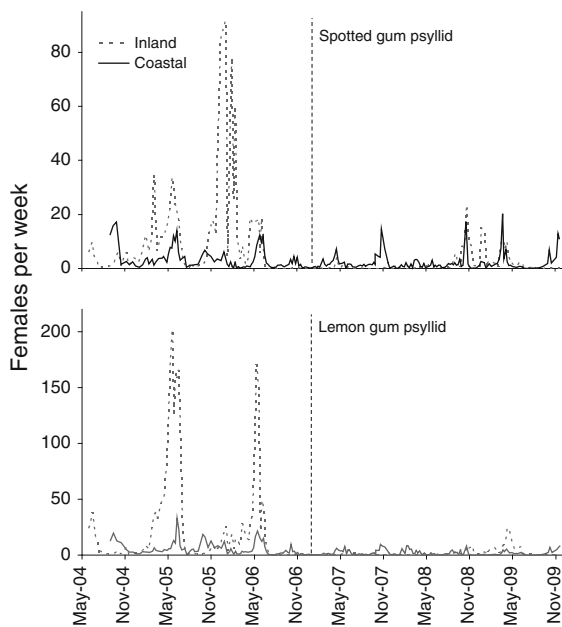 Females per week
80
60
40
20
0
Inland
Coastal
Spotted gum psyllid
200
150
100
50
0
Lemon gum psyllid
May-04
Nov-04
May-05
Nov-05
May-06
Nov-06
May-07
Nov-07
May-08
Nov-08
May-09
Nov-09